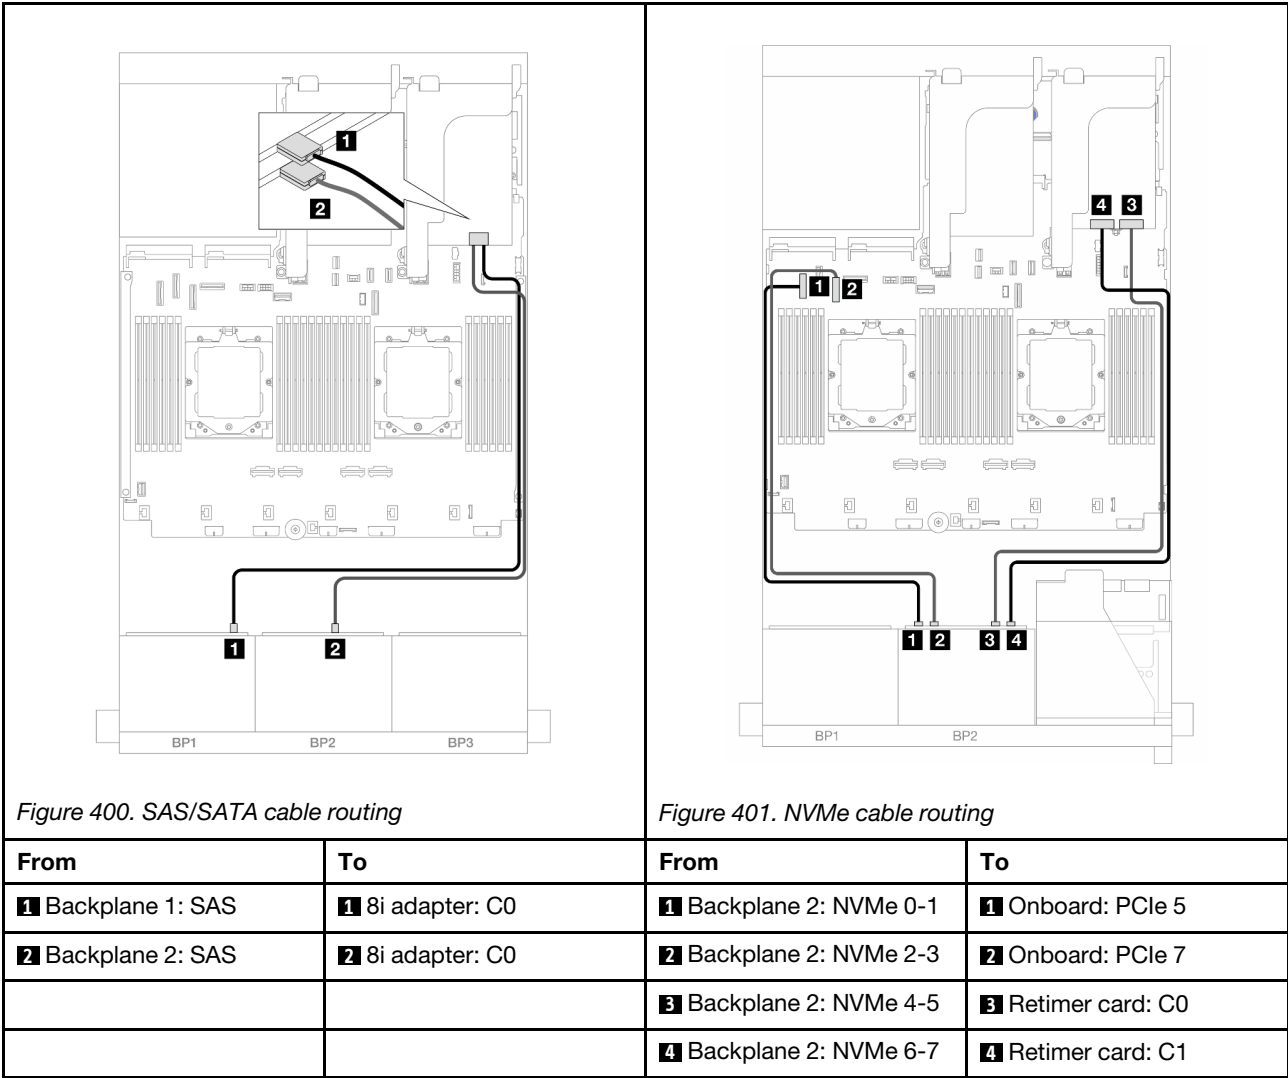 1
2
1
2
BP1
BP2
BP3
Figure 400. SAS/SATA cable routing
4 3
1 2
1 2 3 4
BP1
BP2
Figure 401. NVMe cable routing
From To From To
1 Backplane 1: SAS 1 8i adapter: C0 1 Backplane 2: NVMe 0-1 1 Onboard: PCIe 5
2 Backplane 2: SAS 2 8i adapter: C0 2 Backplane 2: NVMe 2-3 2 Onboard: PCIe 7
3 Backplane 2: NVMe 4-5 3 Retimer card: C0
4 Backplane 2: NVMe 6-7 4 Retimer card: C1